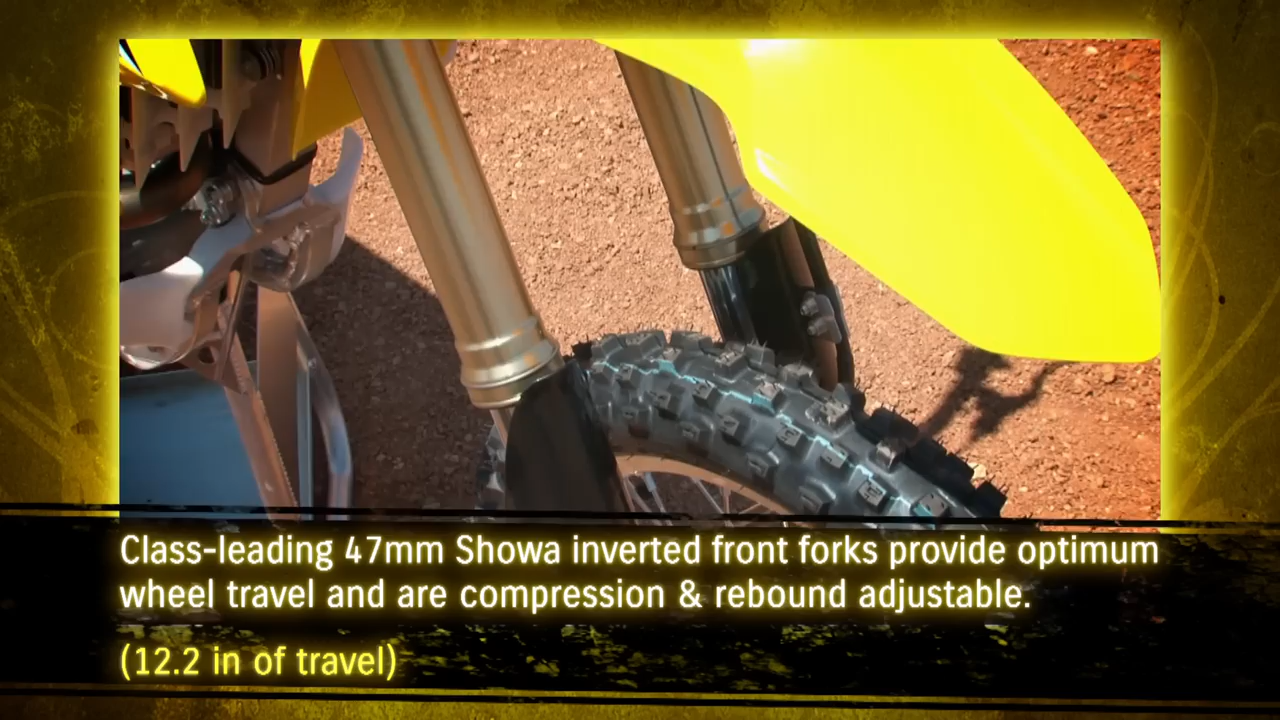 Class-leading 47mm Showa inverted front forks provide optimum
wheel travel and are compression & rebound adjustable.
(12.2 in of travel)